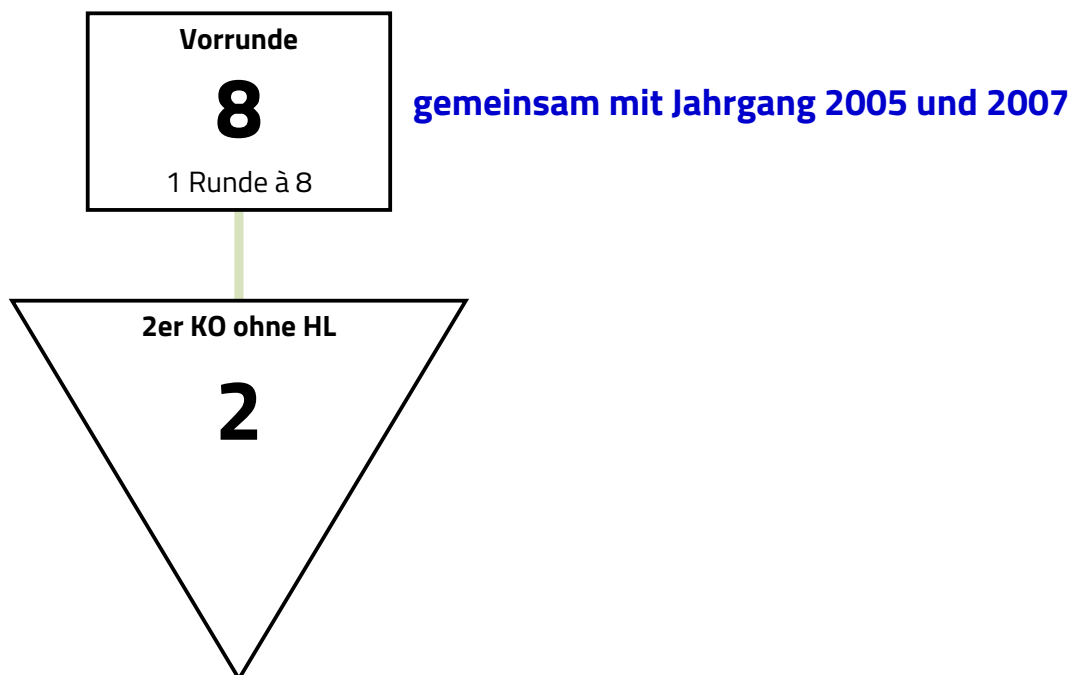 Vorrunde
8
gemeinsam mit Jahrgang 2005 und 2007
1 Runde à 8
2er KO ohne HL
2